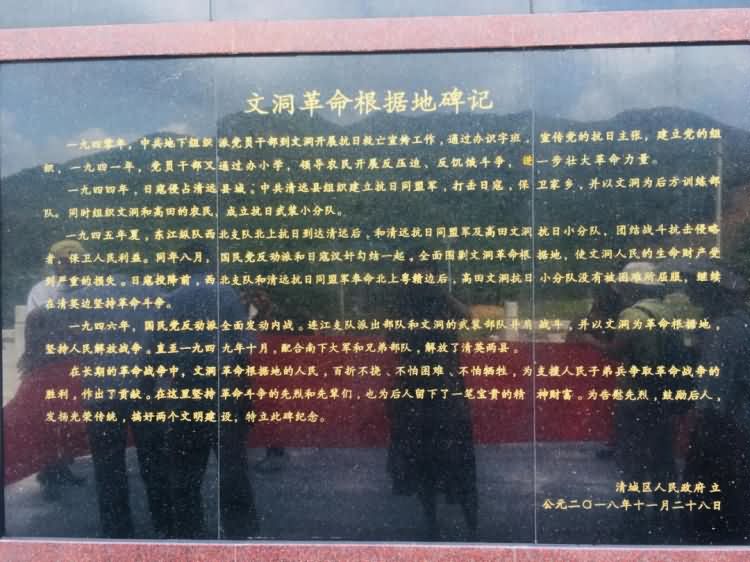 文洞革命根据地碑记
一九四零年，中共地下组织派党员干部到文洞开展抗日救亡宣传工作，通过办识字班。宣传党的抗日主张，建立党的组
织，一九四一年，党员干部又通过办小学，领导农民开展反压迫、反饥饿斗争，进一步壮大革命力量。
一九四四年，日寇侵占清远县城，中共清远县组织建立抗日同盟军，打击日寇，保卫家乡，并以文洞为后方训练部
队。同时组织文洞和高田的农民，成立抗日武装小分队。
一九四五年夏，东江纵队西北支队北上抗日到达清远后，和清远抗日同盟军及高田文洞抗日小分队，团结战斗抗击侵略
者，保卫人民利益。同年八月，国民党反动派和日寇汉奸勾结一起。全面围剿文洞革命根据地，使文洞人民的生命财产受
到严重的损失。日寇投降前，西北支队和清远抗日同盟军奉命北上粤赣边后，高田文洞抗日小分队没有被困难所屈服，继续
在清英边坚持革命斗争。
一九四六年，国民党反动派全面发动内战。连江支队派出部队和文洞的武装部队并肩战斗，并以文洞为革命根据地，
坚持人民解放战争。直至一九四九年十月。配合南下大军和兄弟部队，解放了清英两县。
在长期的革命战争中，文洞革命根据地的人民，百折不挠、不怕困难、不怕牺牲，为支援人民子弟兵争取革命战争的
胜利，作出了贡献。在这里坚持革命斗争的先烈和先辈们，也为后人留下了一笔宝贵的精神财富。为告慰先烈，鼓励后人，
发扬光荣传统，搞好两个文明建设，特立此碑纪念。
清城区人民政府 立
公元二〇一八年十一月二十八日